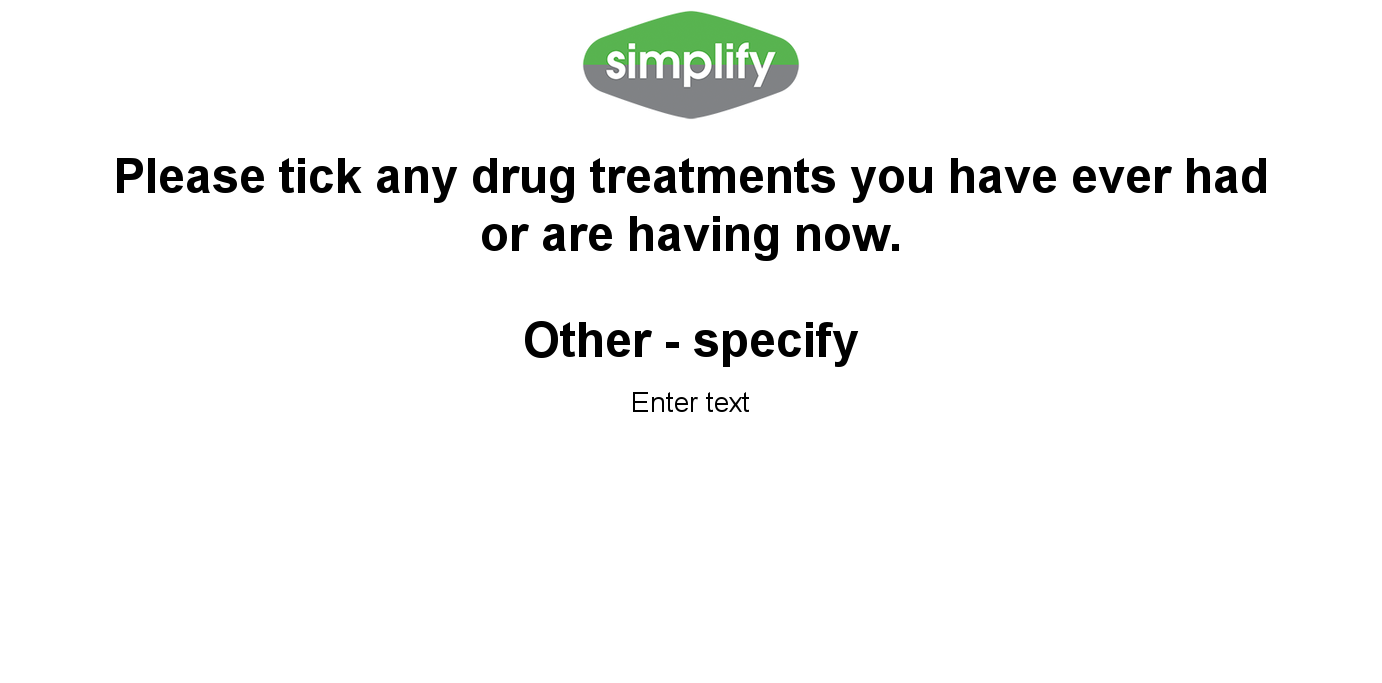 simplify
Please tick any drug treatments you have ever had
or are having now.
Other - specify
Enter text